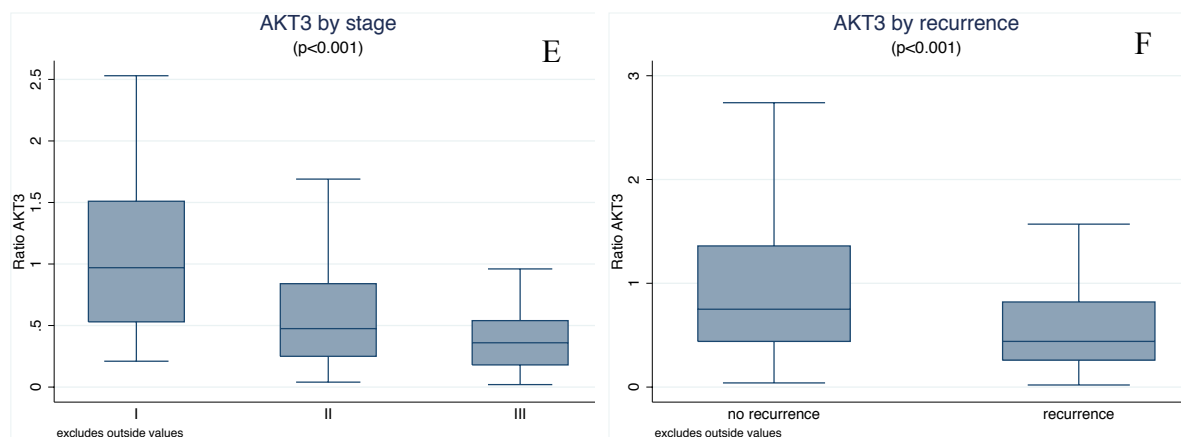 AKT3 by stage
(p<0.001)
E
Ratio AKT3
2.5
2
1.5
1
.5
0
I II III
excludes outside values
AKT3 by recurrence
(p<0.001)
F
Ratio AKT3
3
2
1
0
no recurrence recurrence
excludes outside values